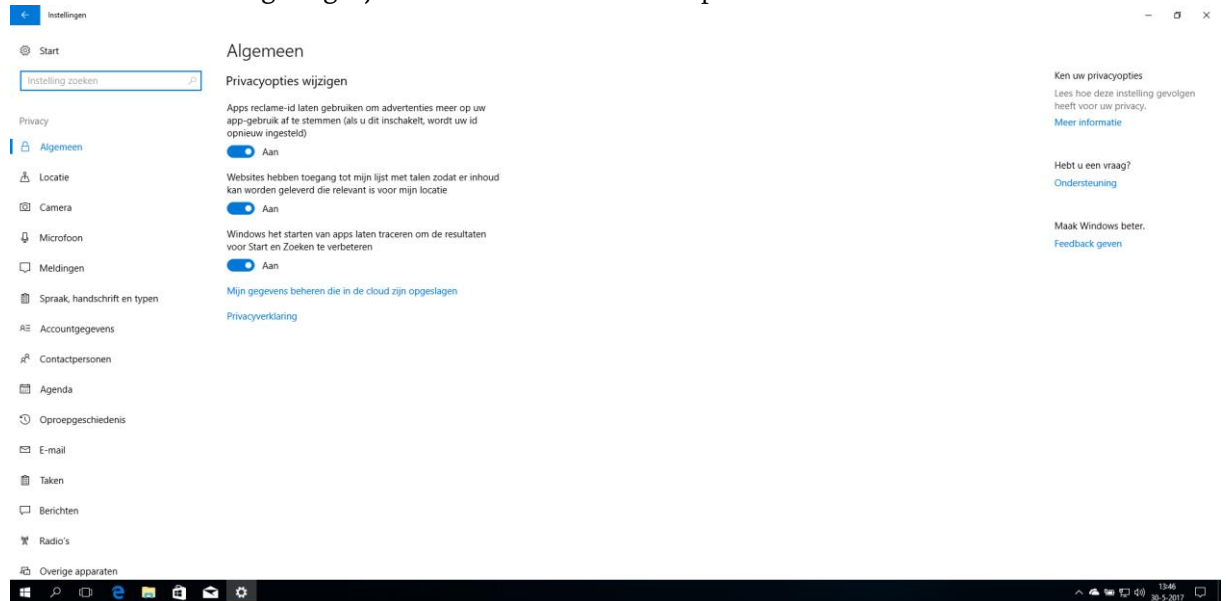 Instellingen
Start
Instelling zoeken
Privacy
Algemeen
Locatie
Camera
Microfoon
Meldingen
Spraak, handschrift en typen
Accountgegevens
Contactpersonen
Agenda
Oproepgeschiedenis
E-mail
Taken
Berichten
Radio's
Overige apparaten
Algemeen
Privacyopties wijzigen
Apps reclame-id laten gebruiken om advertenties meer op uw
app-gebruik af te stemmen (als u dit inschakelt, wordt uw id
opnieuw ingesteld)
Aan
Websites hebben toegang tot mijn lijst met talen zodat er inhoud
kan worden geleverd die relevant is voor mijn locatie
Aan
Windows het starten van apps laten traceren om de resultaten
voor Start en Zoeken te verbeteren
Aan
Mijn gegevens beheren die in de cloud zijn opgeslagen
Privacyverklaring
Ken uw privacyopties
Lees hoe deze instelling gevolgen
heeft voor uw privacy.
Meer informatie
Hebt u een vraag?
Ondersteuning
Maak Windows beter.
Feedback geven
13:46
30-5-2017